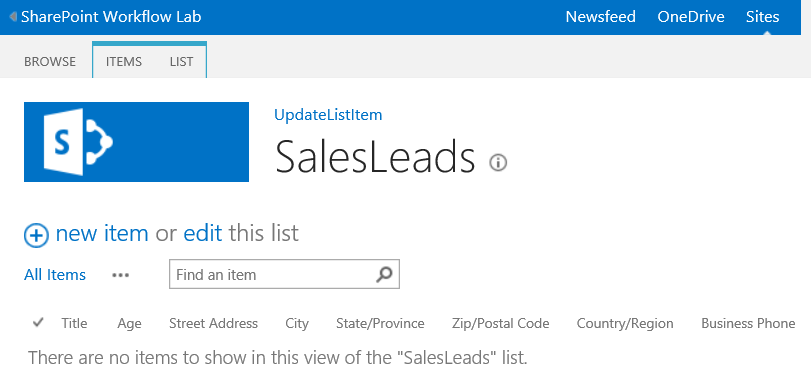 SharePoint Workflow Lab Newsfeed OneDrive Sites
BROWSE ITEMS LIST
S
UpdateListItem
SalesLeads
new item or edit this list
All Items ••• Find an item
Title Age Street Address City State/Province Zip/Postal Code Country/Region Business Phone
There are no items to show in this view of the "SalesLeads" list.